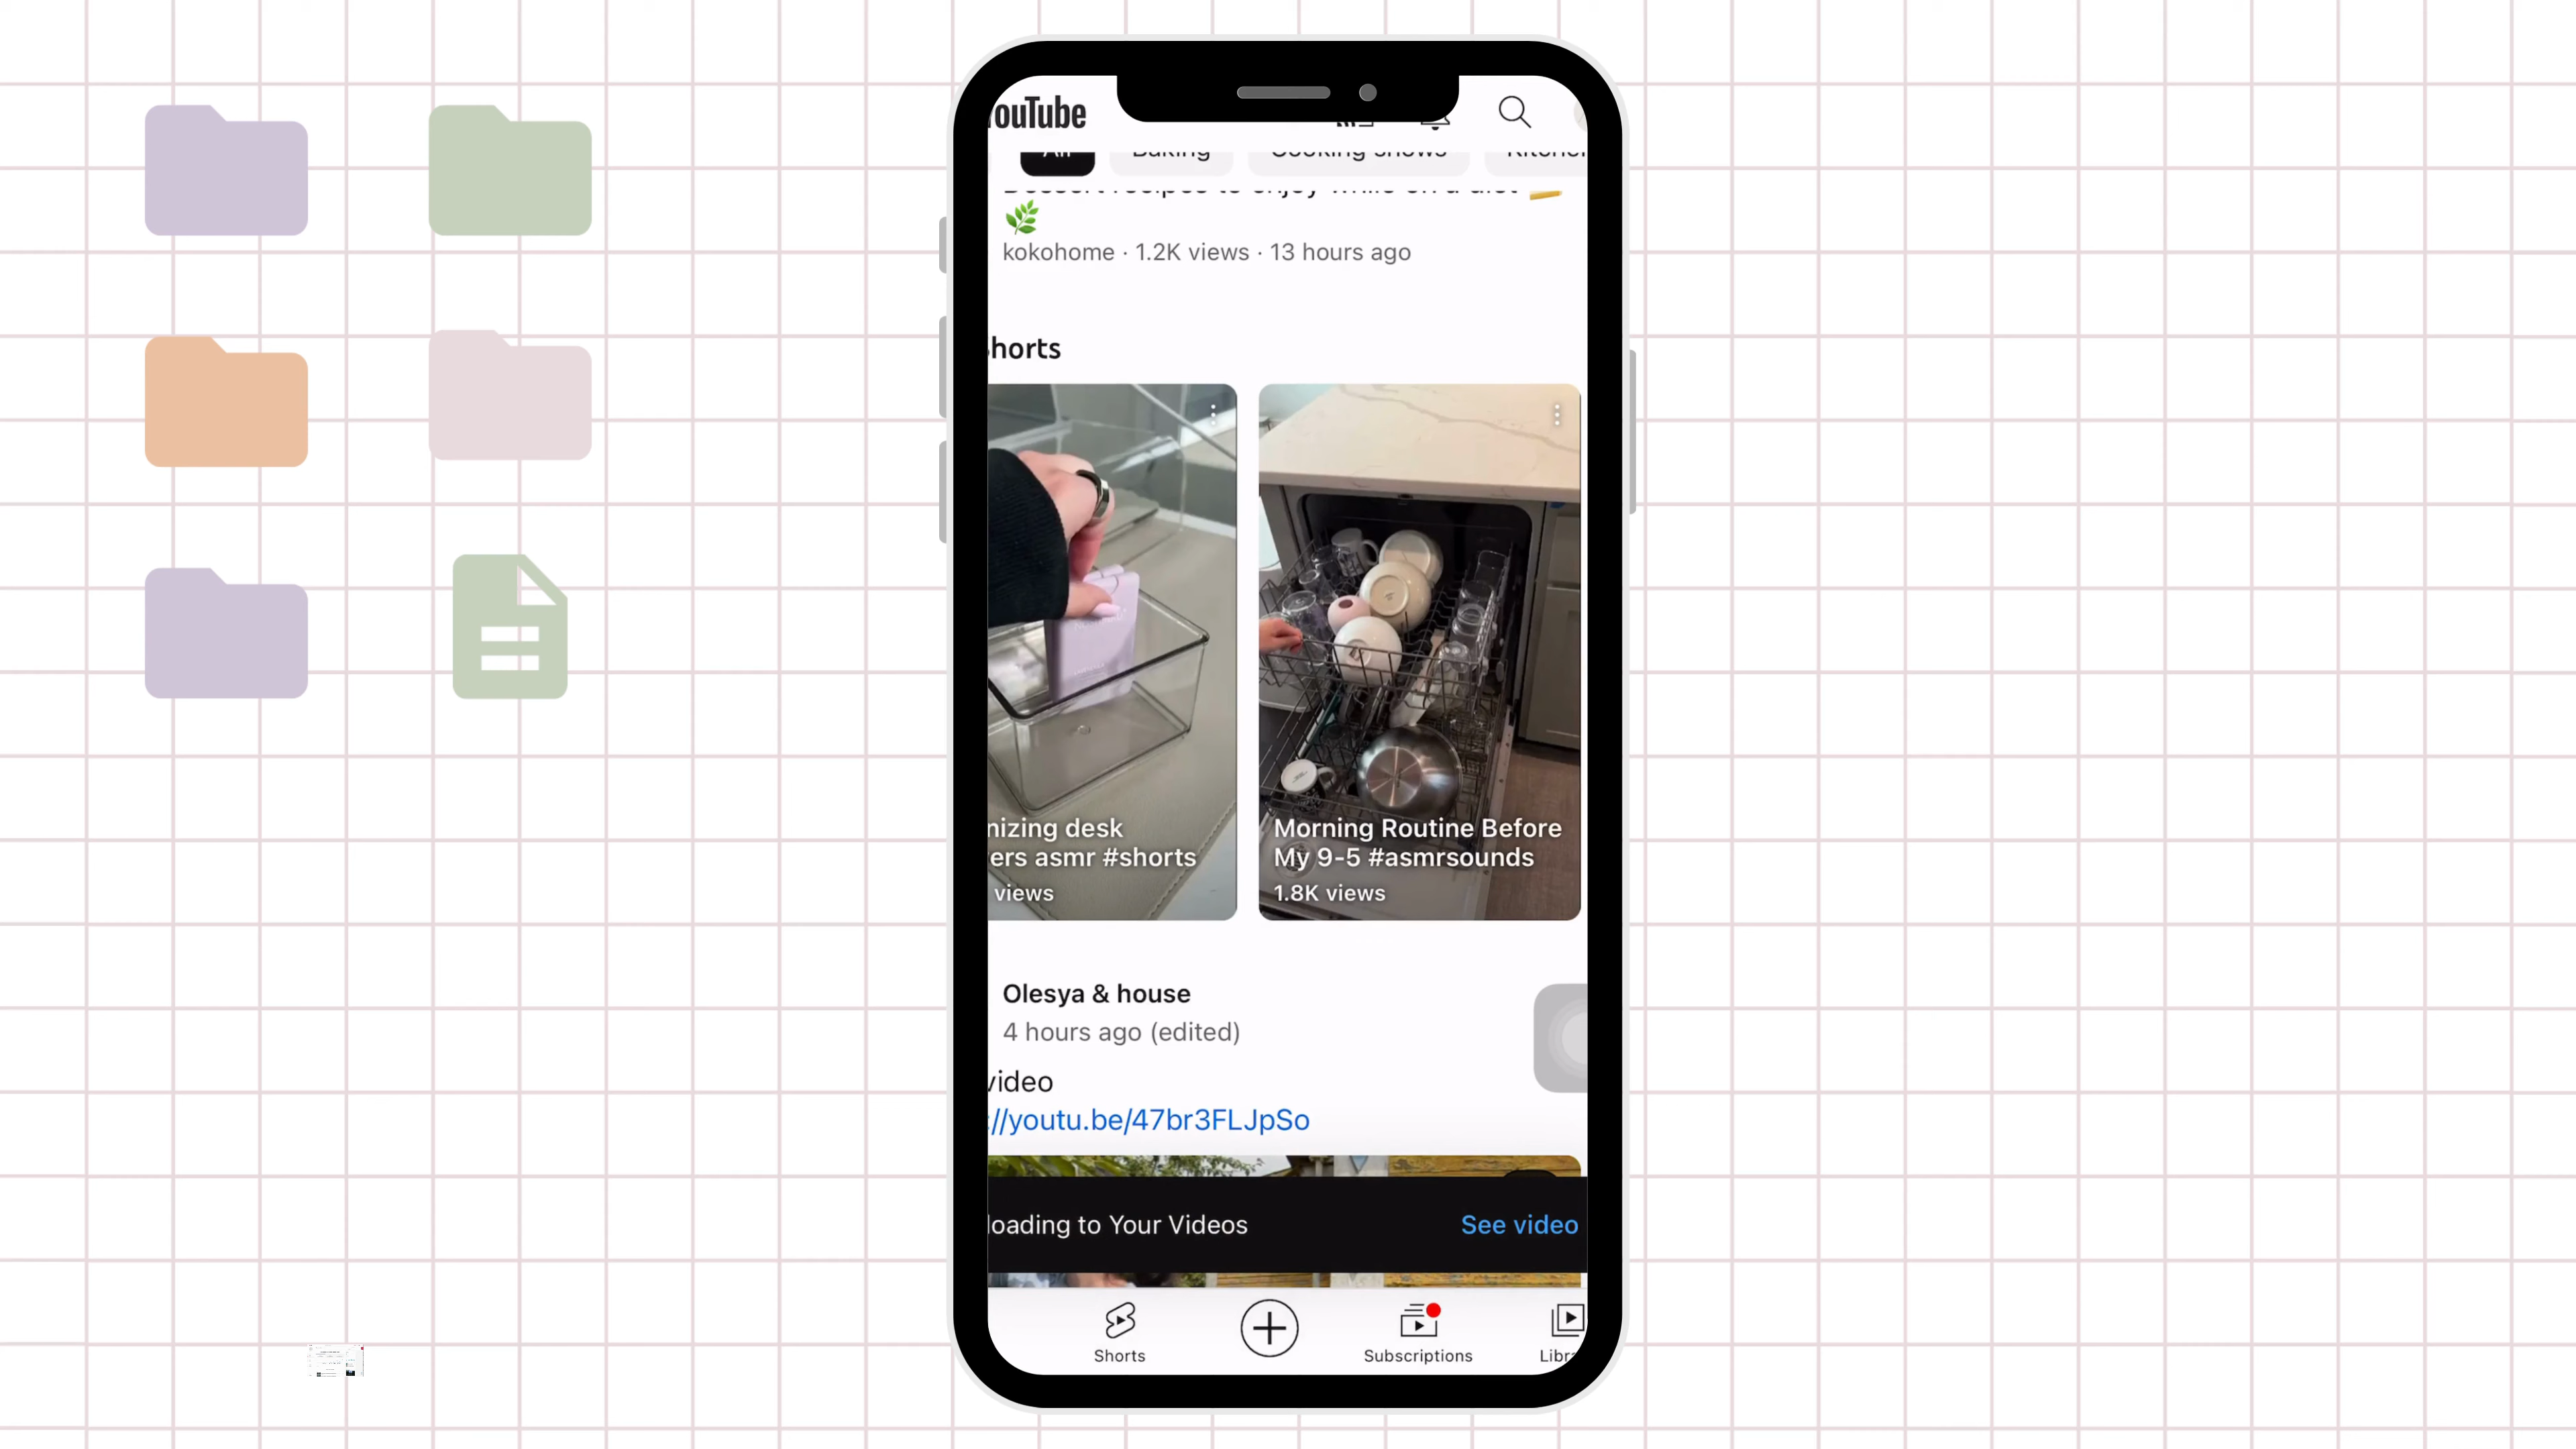 ouTube
All
Baking
Cooking shows
Dessert recipes to enjoy while on a diet
kokohome · 1.2K views · 13 hours ago
horts
nizing desk
ers asmr #shorts
views
Morning Routine Before
My 9-5 #asmrsounds
1.8K views
Olesya & house
4 hours ago (edited)
video
://youtu.be/47br3FLJpSo
loading to Your Videos
See video
Shorts
Subscriptions
Libr